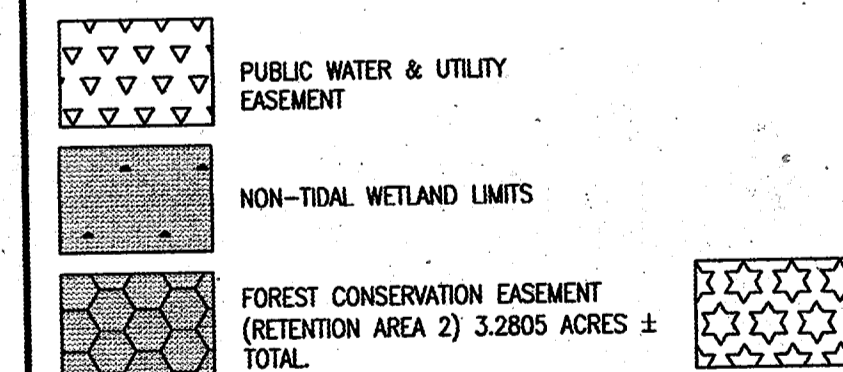 PUBLIC WATER & UTILITY
EASEMENT
NON-TIDAL WETLAND LIMITS
FOREST CONSERVATION EASEMENT
(RETENTION AREA 2) 3.2805 ACRES ±
TOTAL.